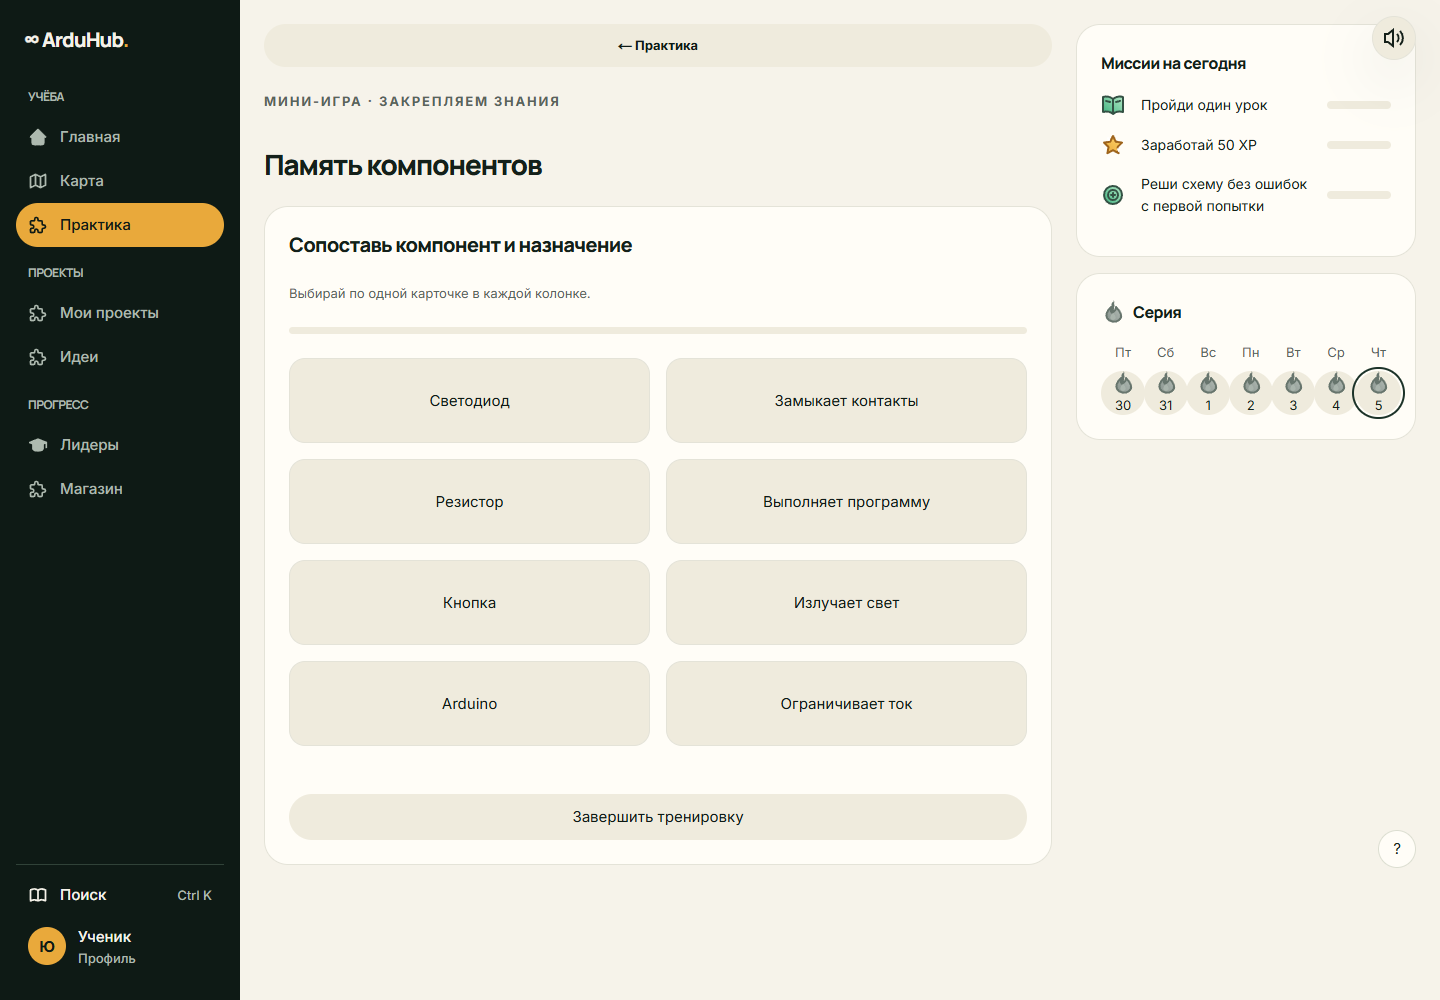 ∞ ArduHub.
УЧЁБА
Главная
Карта
Практика
ПРОЕКТЫ
Мои проекты
Идеи
ПРОГРЕСС
Лидеры
Магазин
Поиск Ctrl K
Ю
Ученик
Профиль
← Практика
МИНИ-ИГРА · ЗАКРЕПЛЯЕМ ЗНАНИЯ
Память компонентов
Сопоставь компонент и назначение
Выбирай по одной карточке в каждой колонке.
Светодиод Замыкает контакты
Резистор Выполняет программу
Кнопка Излучает свет
Arduino Ограничивает ток
Завершить тренировку
Миссии на сегодня
Пройди один урок
Заработай 50 XP
Реши схему без ошибок
с первой попытки
Серия
Пт Сб Вс Пн Вт Ср Чт
30 31 1 2 3 4 5
?